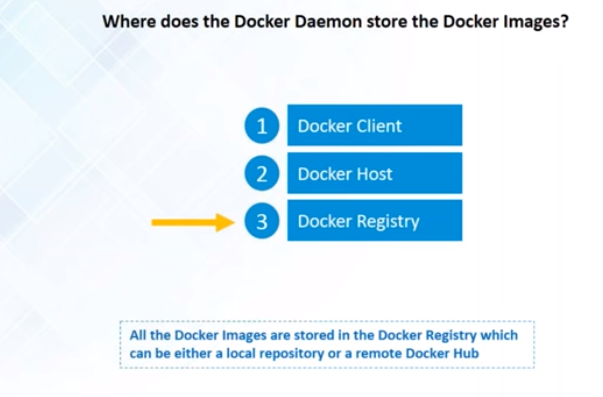 Where does the Docker Daemon store the Docker Images?
1 Docker Client
2 Docker Host
3 Docker Registry
All the Docker Images are stored in the Docker Registry which
can be either a local repository or a remote Docker Hub